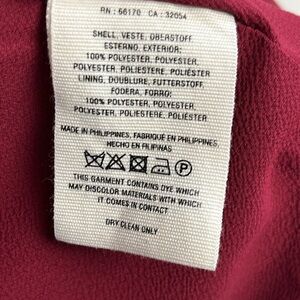 RN : 66170 CA : 32054
SHELL, VESTE, OBERSTOFF
ESTERNO, EXTERIOR:
100% POLYESTER, POLYESTER,
POLYESTER, POLIESTERE, POLIESTER
LINING, DOUBLURE, FUTTERSTOFF,
FODERA, FORRO:
100% POLYESTER, POLYESTER,
POLYESTER, POLIESTERE, POLIESTER
MADE IN PHILIPPINES, FABRIQUÉ EN PHILIPPINES
HECHO EN FILIPINAS
P
THIS GARMENT CONTAINS DYE WHICH
MAY DISCOLOR MATERIALS WITH WHICH
IT COMES IN CONTACT
DRY CLEAN ONLY